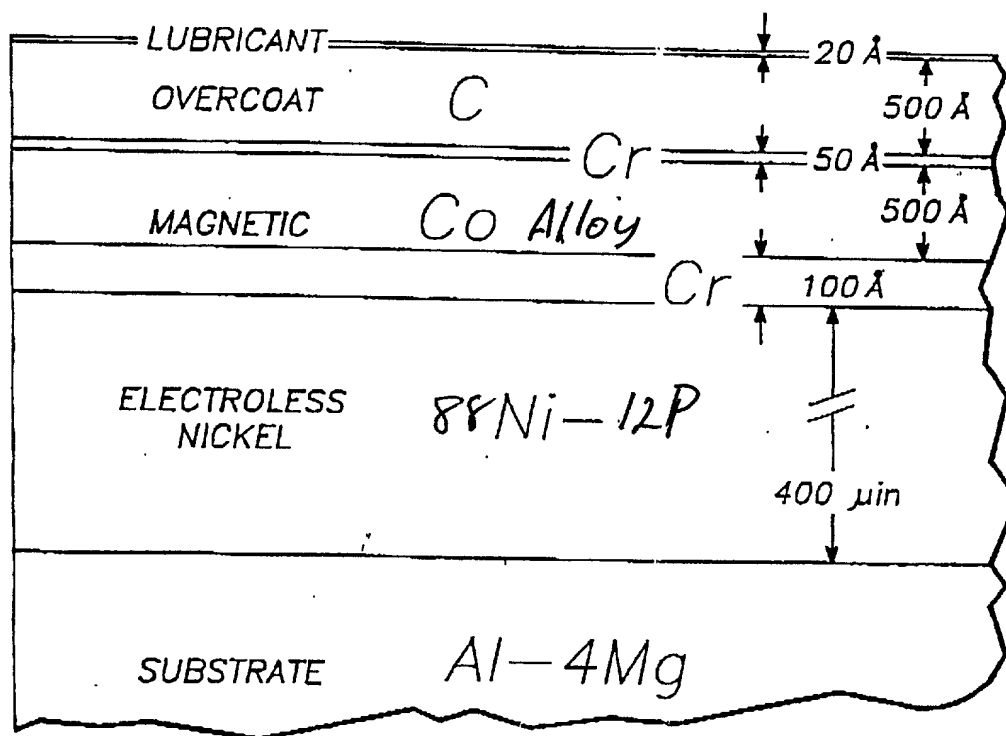 LUBRICANT 20 Å
OVERCOAT C 500 Å
Cr 50 Å
MAGNETIC Co Alloy 500 Å
Cr 100 Å
ELECTROLESS
NICKEL 88Ni-12P
400 µin
SUBSTRATE Al-4Mg